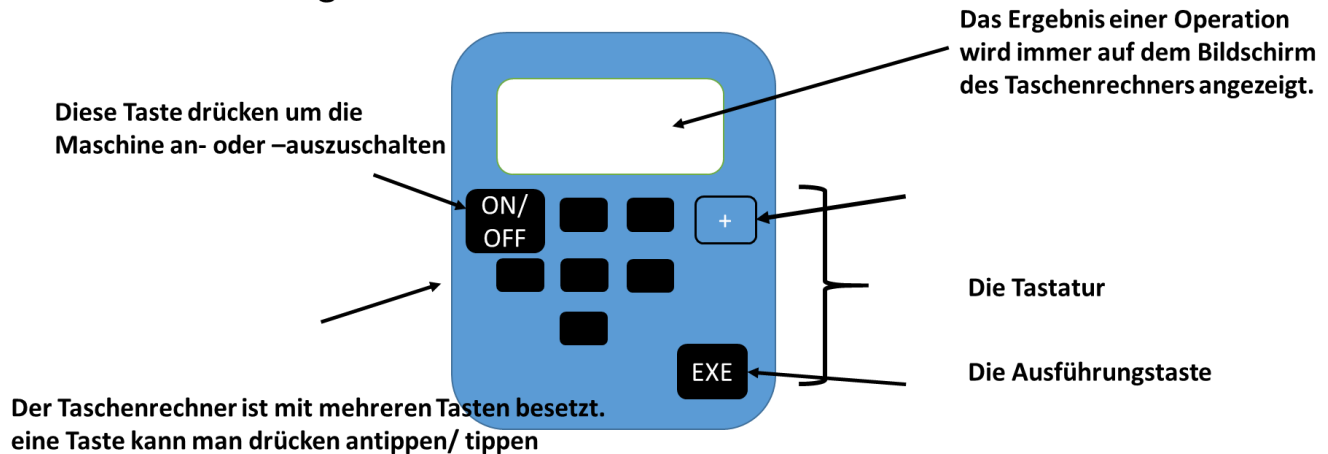 Das Ergebnis einer Operation
wird immer auf dem Bildschirm
des Taschenrechners angezeigt.
Diese Taste drücken um die
Maschine an- oder –auszuschalten
ON/
OFF
+
Die Tastatur
EXE
Die Ausführungstaste
Der Taschenrechner ist mit mehreren Tasten besetzt.
eine Taste kann man drücken antippen/ tippen